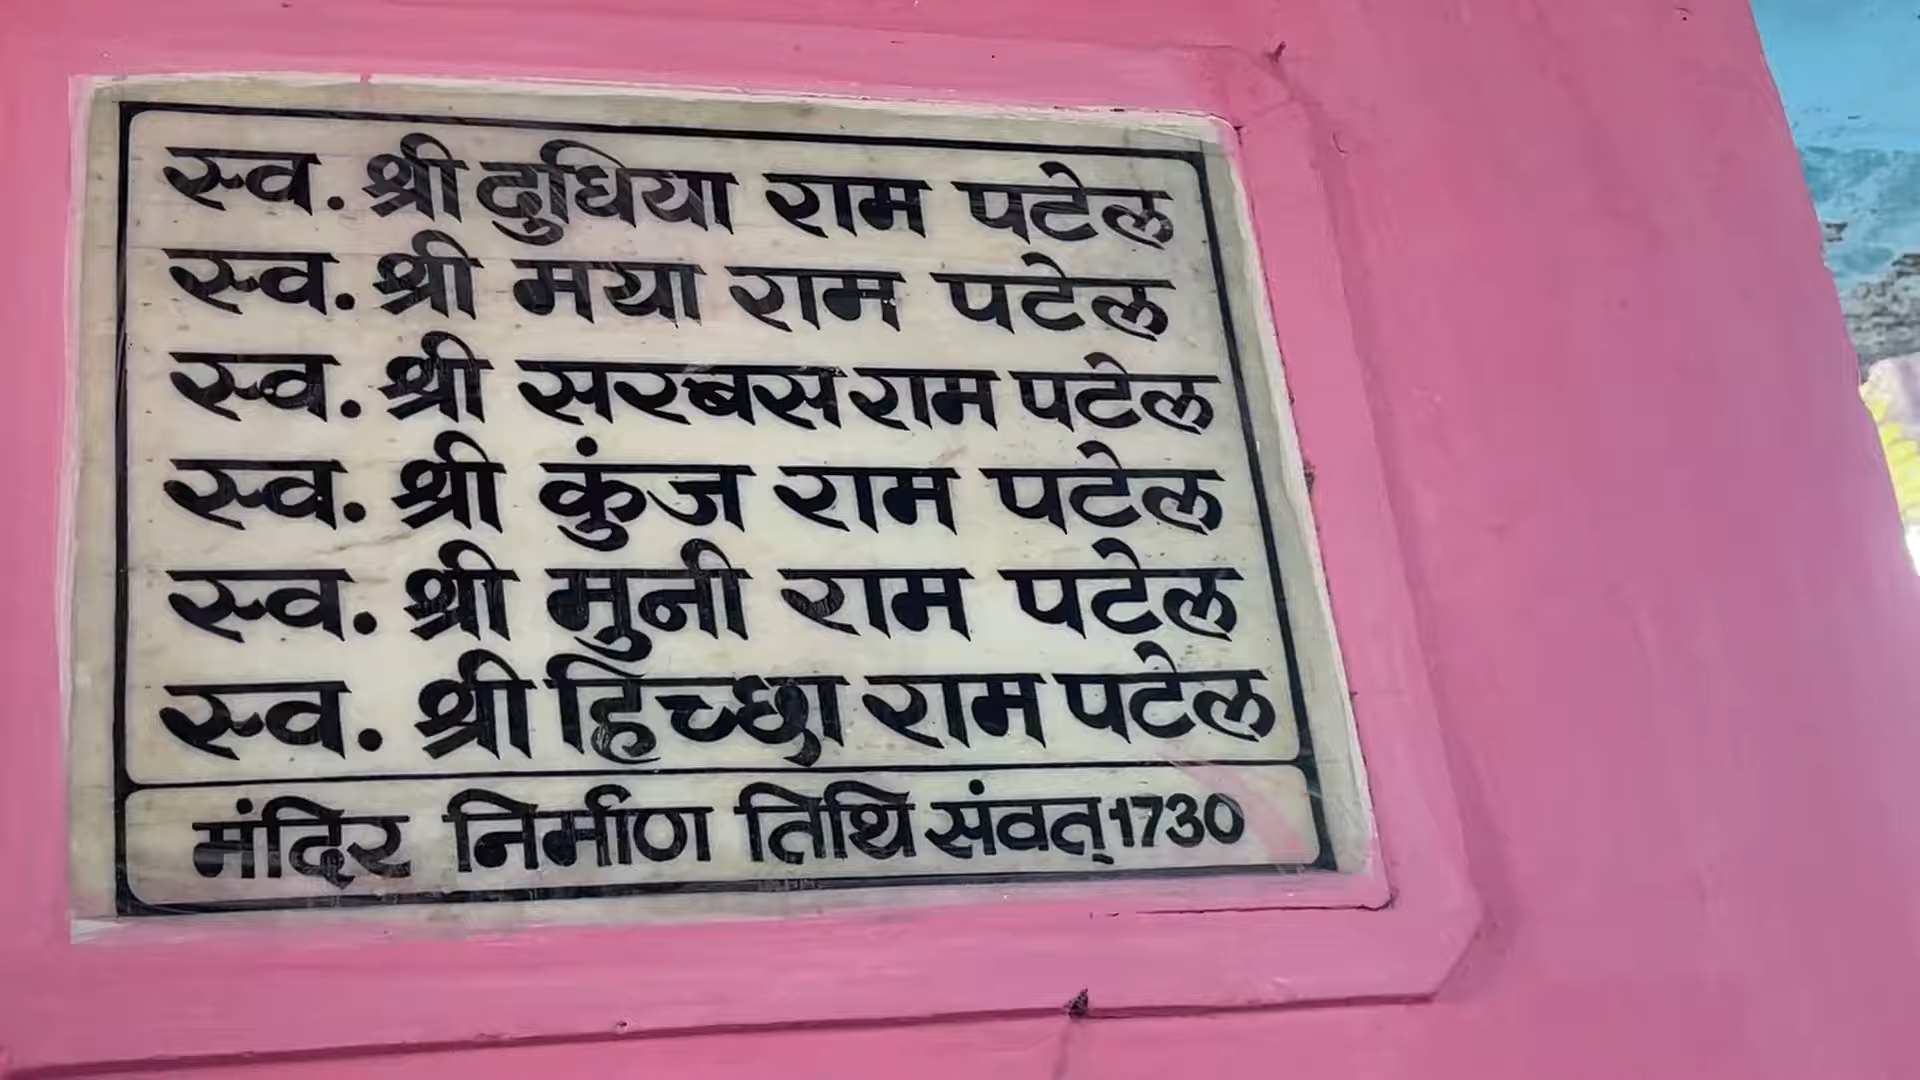 स्व. श्री दुधिया राम पटेल
स्व. श्री मया राम पटेल
स्व. श्री सरबस राम पटेल
स्व. श्री कुंज राम पटेल
स्व. श्री मुनी राम पटेल
स्व. श्री हिच्छा राम पटेल
मंदिर निर्माण तिथि संवत् 1730